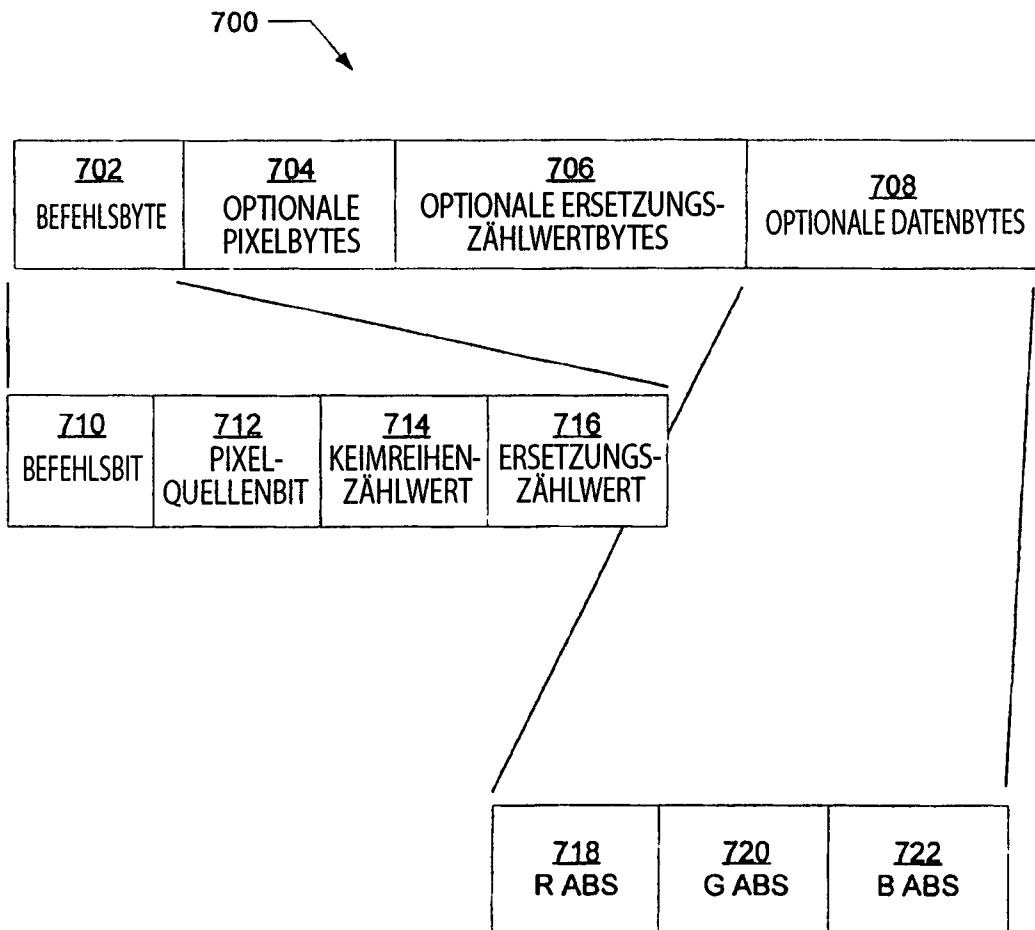 700
702
BEFEHLSBYTE
704
OPTIONALE
PIXELBYTES
706
OPTIONALE ERSETZUNGS-
ZÄHLWERTBYTES
708
OPTIONALE DATENBYTES
710
BEFEHLSBIT
712
PIXEL-
QUELLENBIT
714
KEIMREIHEN-
ZÄHLWERT
716
ERSETZUNGS-
ZÄHLWERT
718
R ABS
720
G ABS
722
B ABS